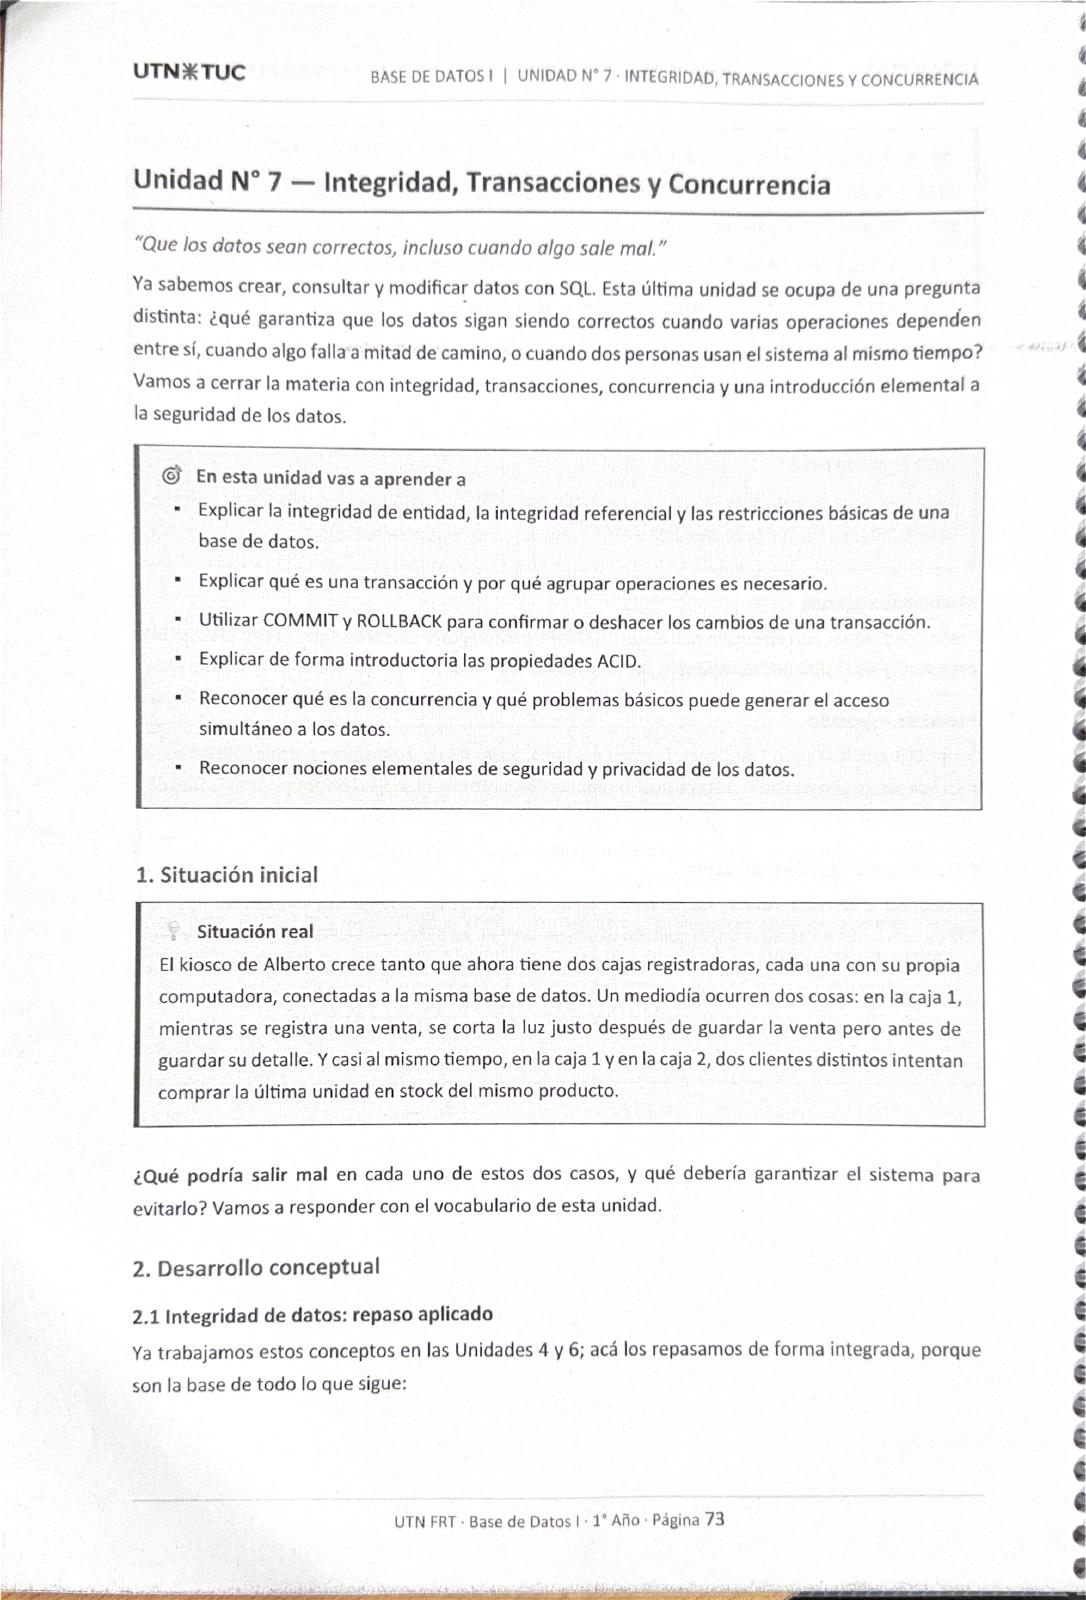 UTN TUC
BASE DE DATOS I | UNIDAD N° 7 · INTEGRIDAD, TRANSACCIONES Y CONCURRENCIA
Unidad N° 7 — Integridad, Transacciones y Concurrencia
"Que los datos sean correctos, incluso cuando algo sale mal."
Ya sabemos crear, consultar y modificar datos con SQL. Esta última unidad se ocupa de una pregunta
distinta: ¿qué garantiza que los datos sigan siendo correctos cuando varias operaciones dependen
entre sí, cuando algo falla a mitad de camino, o cuando dos personas usan el sistema al mismo tiempo?
Vamos a cerrar la materia con integridad, transacciones, concurrencia y una introducción elemental a
la seguridad de los datos.
En esta unidad vas a aprender a
▪ Explicar la integridad de entidad, la integridad referencial y las restricciones básicas de una
base de datos.
▪ Explicar qué es una transacción y por qué agrupar operaciones es necesario.
▪ Utilizar COMMIT y ROLLBACK para confirmar o deshacer los cambios de una transacción.
▪ Explicar de forma introductoria las propiedades ACID.
▪ Reconocer qué es la concurrencia y qué problemas básicos puede generar el acceso
simultáneo a los datos.
▪ Reconocer nociones elementales de seguridad y privacidad de los datos.
1. Situación inicial
Situación real
El kiosco de Alberto crece tanto que ahora tiene dos cajas registradoras, cada una con su propia
computadora, conectadas a la misma base de datos. Un mediodía ocurren dos cosas: en la caja 1,
mientras se registra una venta, se corta la luz justo después de guardar la venta pero antes de
guardar su detalle. Y casi al mismo tiempo, en la caja 1 y en la caja 2, dos clientes distintos intentan
comprar la última unidad en stock del mismo producto.
¿Qué podría salir mal en cada uno de estos dos casos, y qué debería garantizar el sistema para
evitarlo? Vamos a responder con el vocabulario de esta unidad.
2. Desarrollo conceptual
2.1 Integridad de datos: repaso aplicado
Ya trabajamos estos conceptos en las Unidades 4 y 6; acá los repasamos de forma integrada, porque
son la base de todo lo que sigue:
UTN FRT · Base de Datos I · 1° Año · Página 73